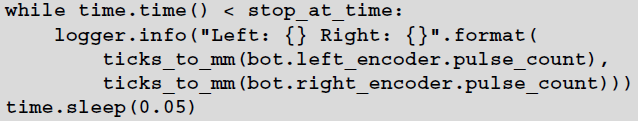 while time.time() < stop_at_time:
    logger.info("Left: {} Right: {}".format(
        ticks_to_mm(bot.left_encoder.pulse_count),
        ticks_to_mm(bot.right_encoder.pulse_count)))
time.sleep(0.05)